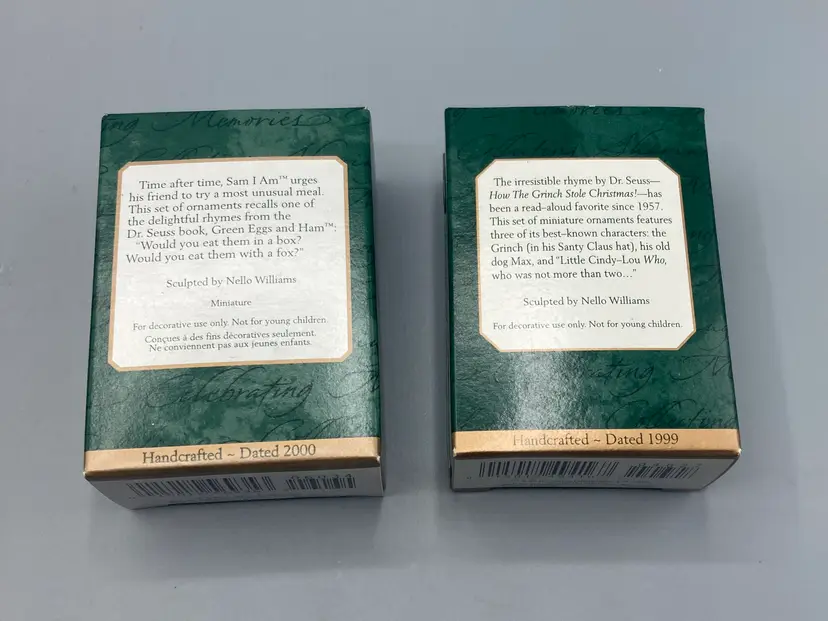 Memories
Time after time, Sam I Am™ urges
his friend to try a most unusual meal.
This set of ornaments recalls one of
the delightful rhymes from the
Dr. Seuss book, Green Eggs and Ham™:
"Would you eat them in a box?
Would you eat them with a fox?"
Sculpted by Nello Williams
Miniature
For decorative use only. Not for young children.
Conçues à des fins décoratives seulement.
Ne conviennent pas aux jeunes enfants.
Celebrating
Handcrafted ~ Dated 2000
The irresistible rhyme by Dr. Seuss—
How The Grinch Stole Christmas!—has
been a read–aloud favorite since 1957.
This set of miniature ornaments features
three of its best–known characters: the
Grinch (in his Santy Claus hat), his old
dog Max, and "Little Cindy–Lou Who,
who was not more than two..."
Sculpted by Nello Williams
For decorative use only. Not for young children.
Handcrafted ~ Dated 1999